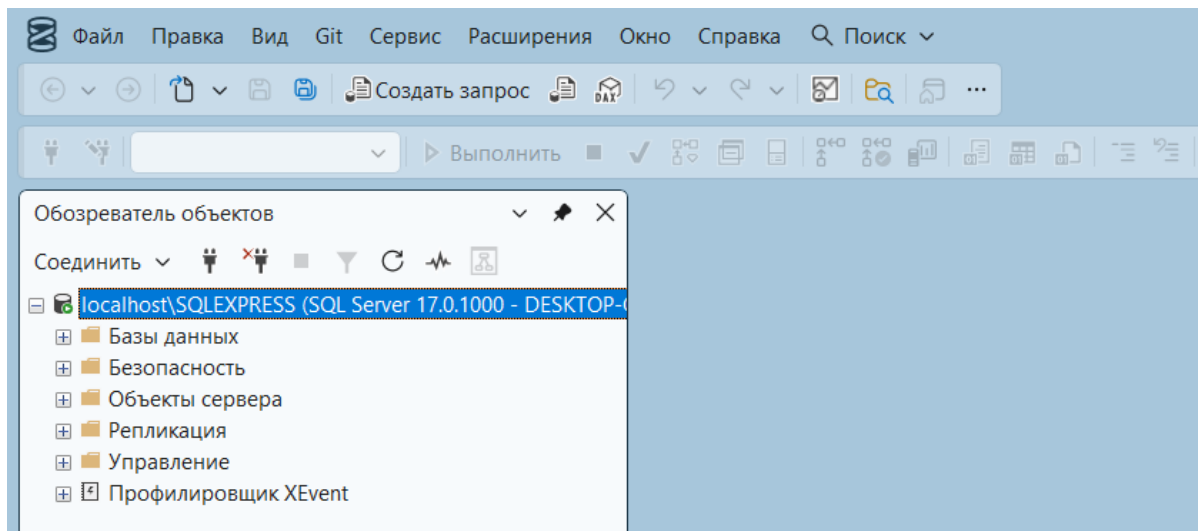 Файл Правка Вид Git Сервис Расширения Окно Справка Поиск
Создать запрос DAX
Выполнить
Обозреватель объектов
Соединить
localhost\SQLEXPRESS (SQL Server 17.0.1000 - DESKTOP-
Базы данных
Безопасность
Объекты сервера
Репликация
Управление
Профилировщик XEvent